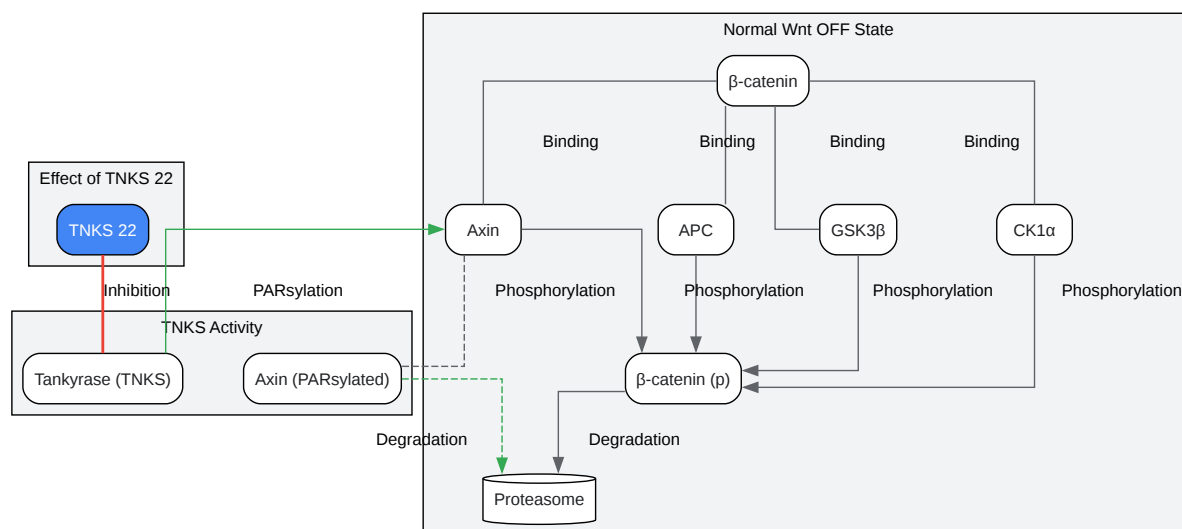 Normal Wnt OFF State
β-catenin
Binding
Binding
Binding
Binding
Effect of TNKS 22
TNKS 22
Axin
APC
GSK3β
CK1α
Inhibition
PARsylation
Phosphorylation
Phosphorylation
Phosphorylation
Phosphorylation
TNKS Activity
Tankyrase (TNKS)
Axin (PARsylated)
β-catenin (p)
Degradation
Degradation
Proteasome